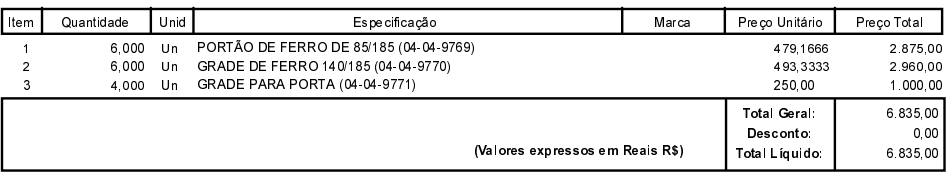 Item Quantidade Unid Especificação Marca Preço Unitário Preço Total
1 6,000 Un PORTÃO DE FERRO DE 85/185 (04-04-9769) 479,1666 2.875,00
2 6,000 Un GRADE DE FERRO 140/185 (04-04-9770) 493,3333 2.960,00
3 4,000 Un GRADE PARA PORTA (04-04-9771) 250,00 1.000,00
Total Geral: 6.835,00
Desconto: 0,00
(Valores expressos em Reais R$) Total Líquido: 6.835,00